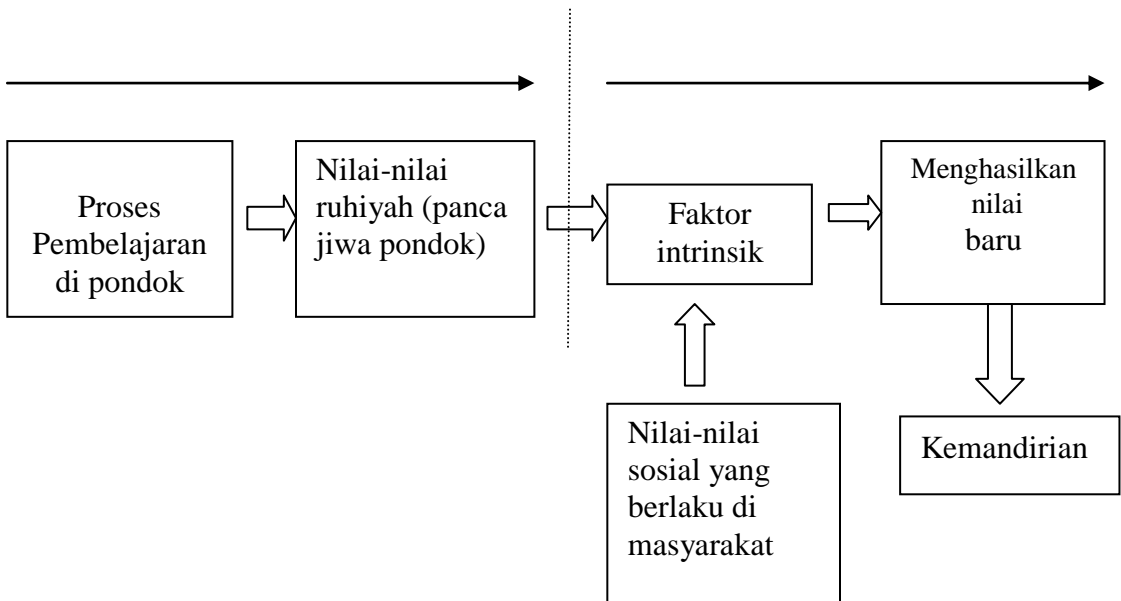 Proses
Pembelajaran
di pondok
Nilai-nilai
ruhiyah (panca
jiwa pondok)
Faktor
intrinsik
Menghasilkan
nilai
baru
Nilai-nilai
sosial yang
berlaku di
masyarakat
Kemandirian